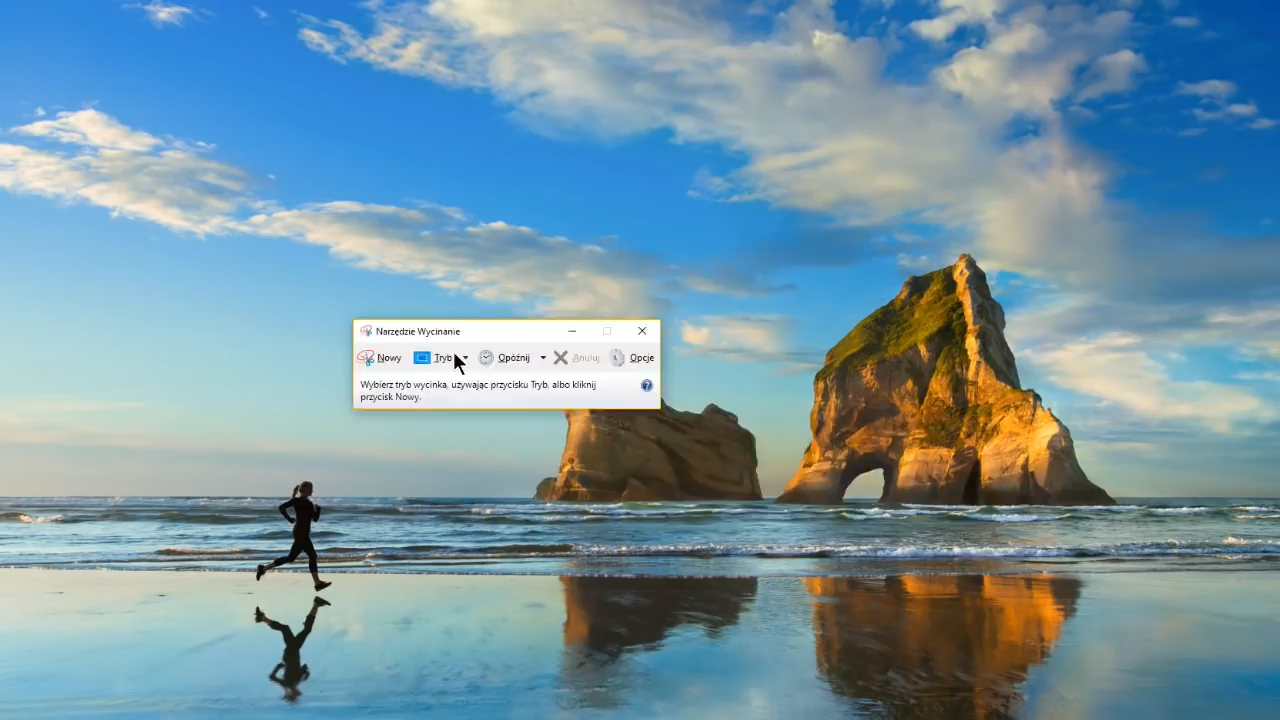 Narzędzie Wycinanie
Nowy Tryb Opóźnij Anuluj Opcje
Wybierz tryb wycinka, używając przycisku Tryb, albo kliknij
przycisk Nowy.